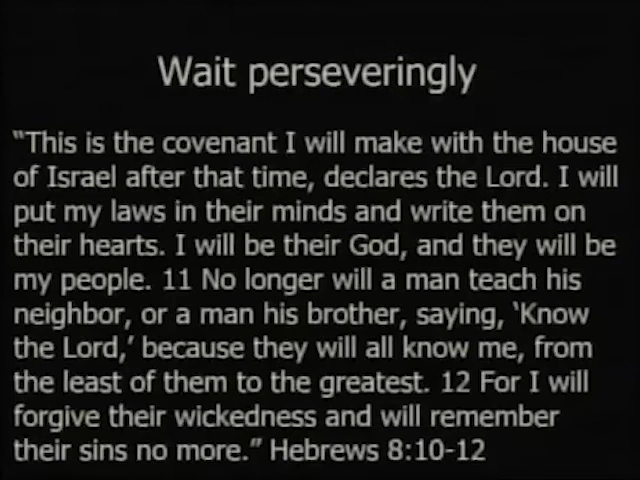 Wait perseveringly
“This is the covenant I will make with the house
of Israel after that time, declares the Lord. I will
put my laws in their minds and write them on
their hearts. I will be their God, and they will be
my people. 11 No longer will a man teach his
neighbor, or a man his brother, saying, ‘Know
the Lord,’ because they will all know me, from
the least of them to the greatest. 12 For I will
forgive their wickedness and will remember
their sins no more.” Hebrews 8:10-12